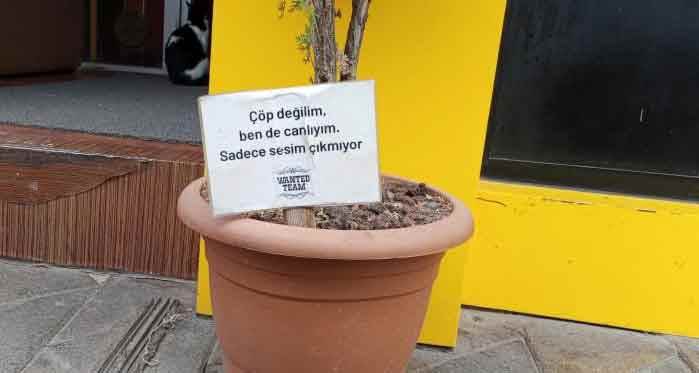 Çöp değilim,
ben de canlıyım.
Sadece sesim çıkmıyor
WANTED
TEAM